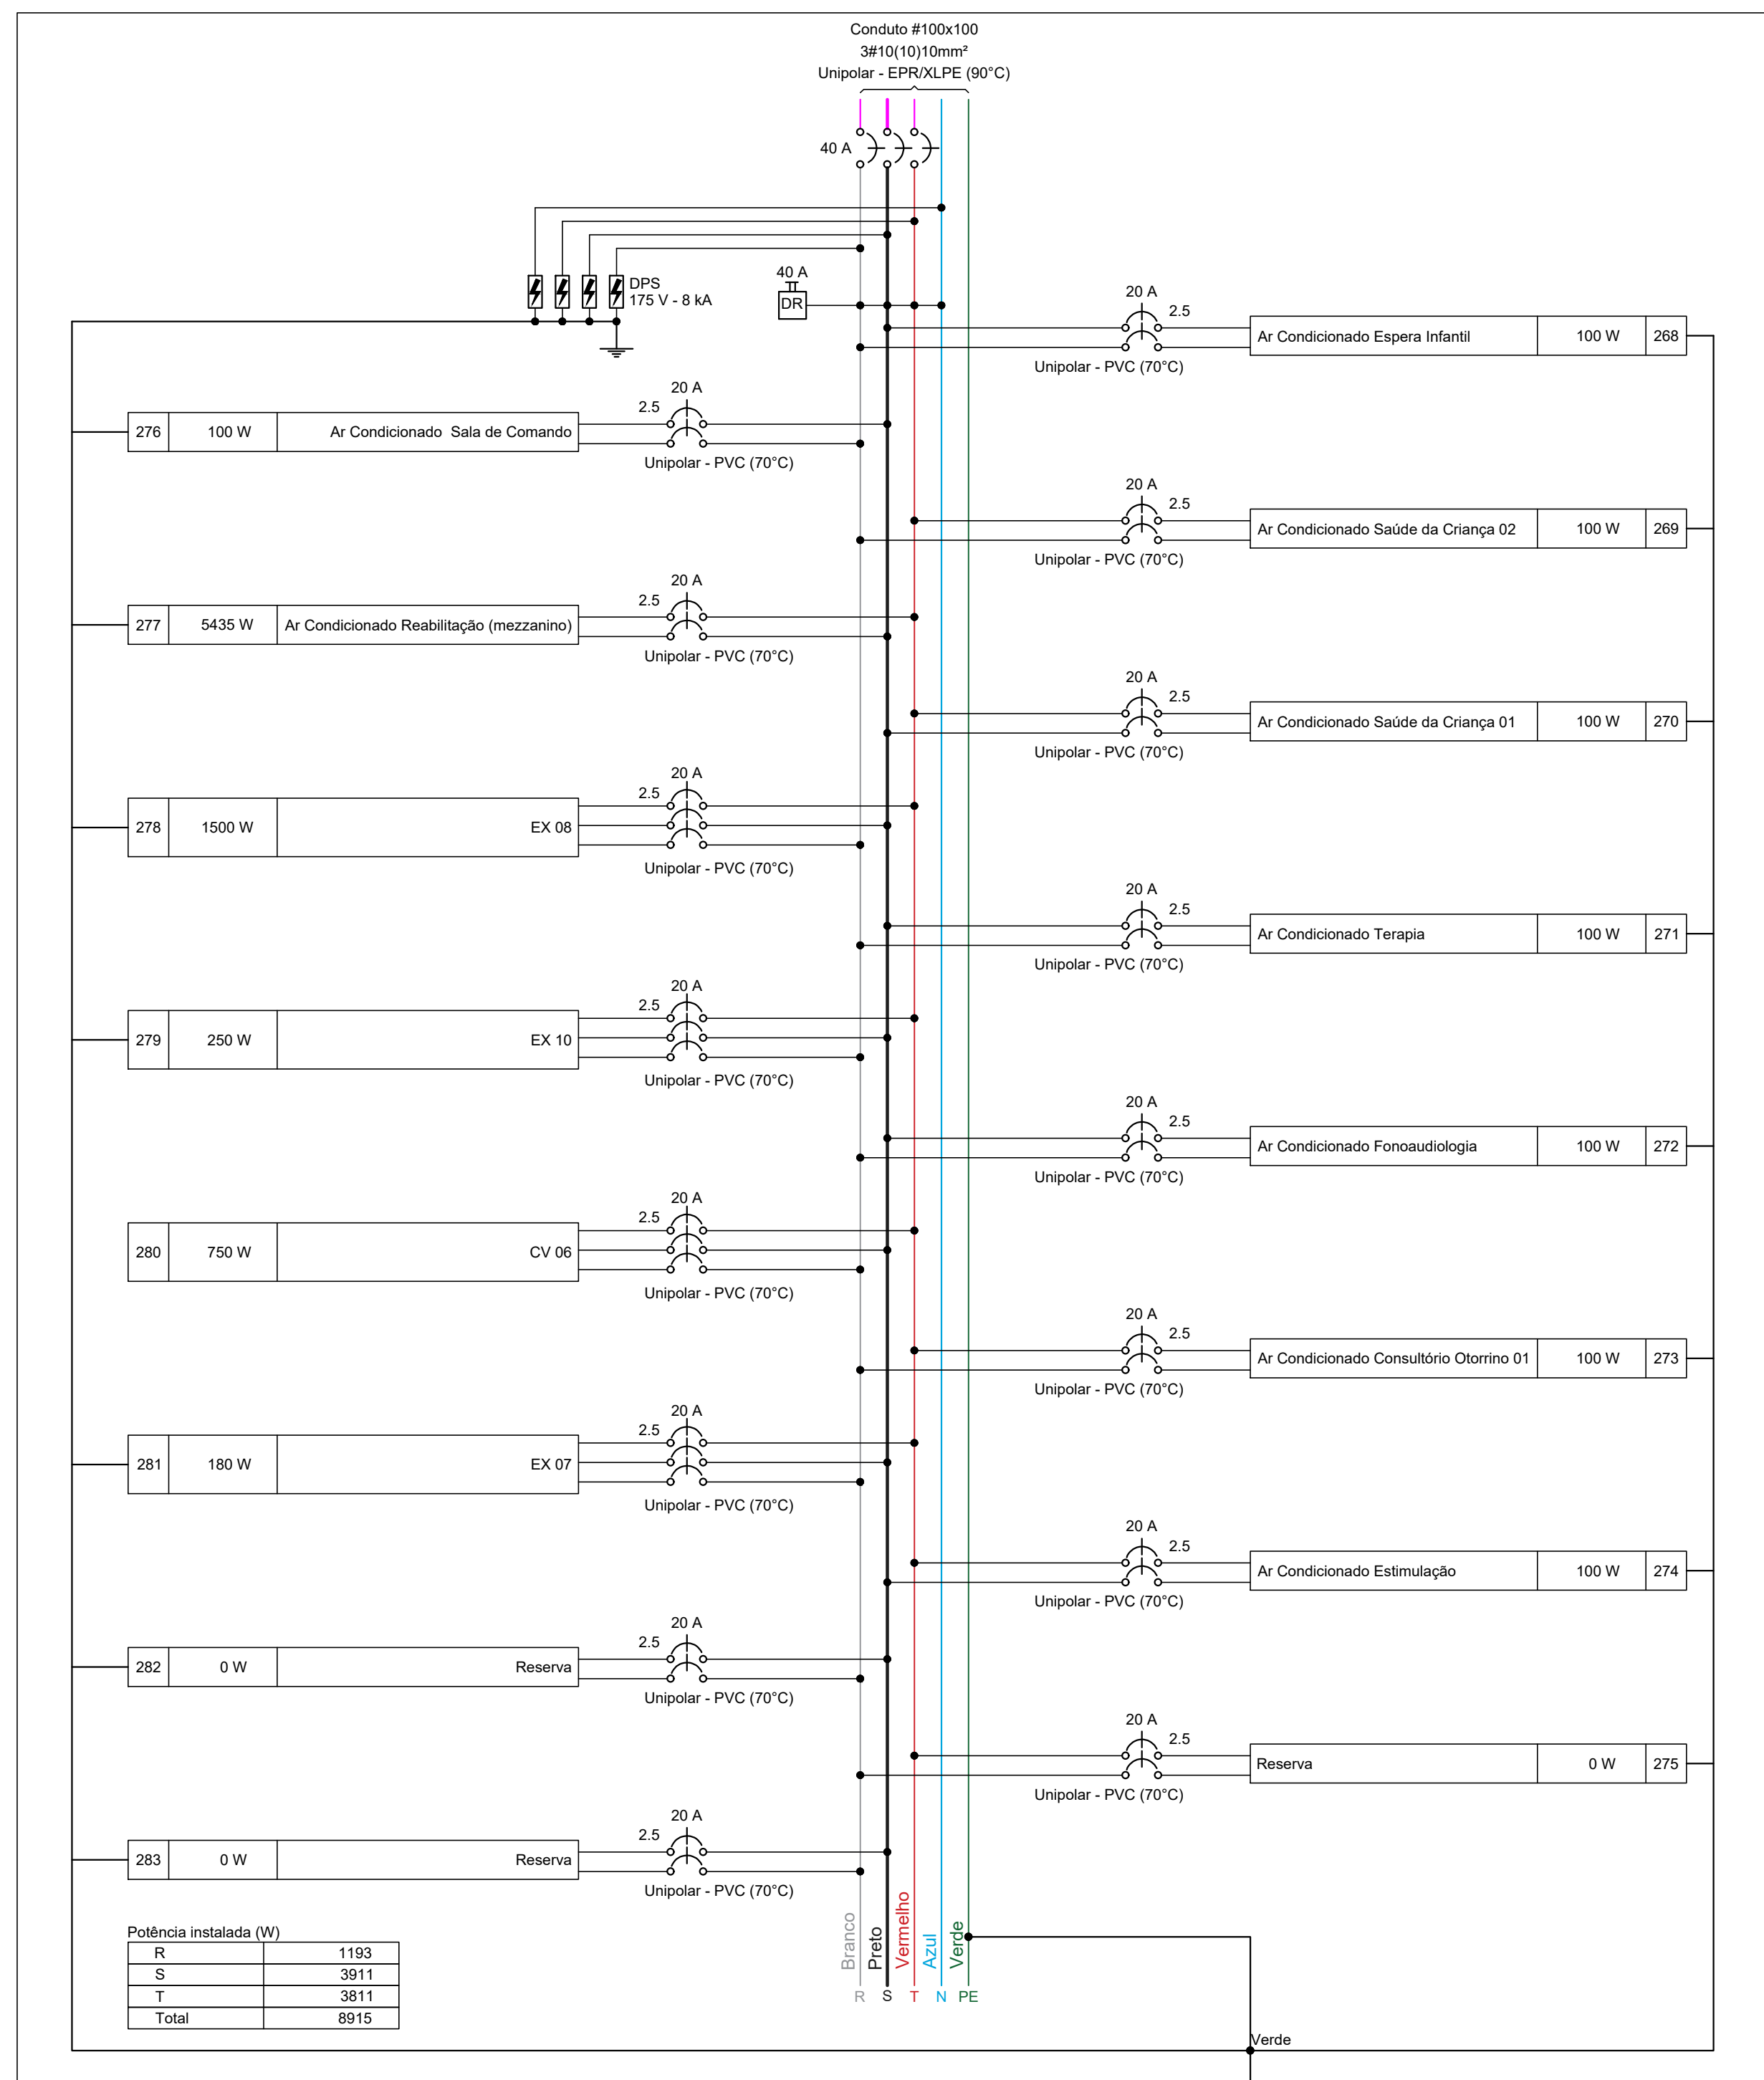 Conduto #100x100
3#10(10)10mm²
Unipolar - EPR/XLPE (90°C)
40 A
DPS
175 V - 8 kA
40 A
DR
20 A
2.5
Ar Condicionado Espera Infantil 100 W 268
Unipolar - PVC (70°C)
20 A
2.5
276 100 W Ar Condicionado  Sala de Comando
Unipolar - PVC (70°C)
20 A
2.5
Ar Condicionado Saúde da Criança 02 100 W 269
Unipolar - PVC (70°C)
20 A
2.5
277 5435 W Ar Condicionado Reabilitação (mezzanino)
Unipolar - PVC (70°C)
20 A
2.5
Ar Condicionado Saúde da Criança 01 100 W 270
Unipolar - PVC (70°C)
20 A
2.5
278 1500 W EX 08
Unipolar - PVC (70°C)
20 A
2.5
Ar Condicionado Terapia 100 W 271
Unipolar - PVC (70°C)
20 A
2.5
279 250 W EX 10
Unipolar - PVC (70°C)
20 A
2.5
Ar Condicionado Fonoaudiologia 100 W 272
Unipolar - PVC (70°C)
20 A
2.5
280 750 W CV 06
Unipolar - PVC (70°C)
20 A
2.5
Ar Condicionado Consultório Otorrino 01 100 W 273
Unipolar - PVC (70°C)
20 A
2.5
281 180 W EX 07
Unipolar - PVC (70°C)
20 A
2.5
Ar Condicionado Estimulação 100 W 274
Unipolar - PVC (70°C)
20 A
2.5
282 0 W Reserva
Unipolar - PVC (70°C)
20 A
2.5
Reserva 0 W 275
Unipolar - PVC (70°C)
20 A
2.5
283 0 W Reserva
Unipolar - PVC (70°C)
Potência instalada (W)
R 1193
S 3911
T 3811
Total 8915
Branco
Preto
Vermelho
Azul
Verde
R S T N PE
Verde